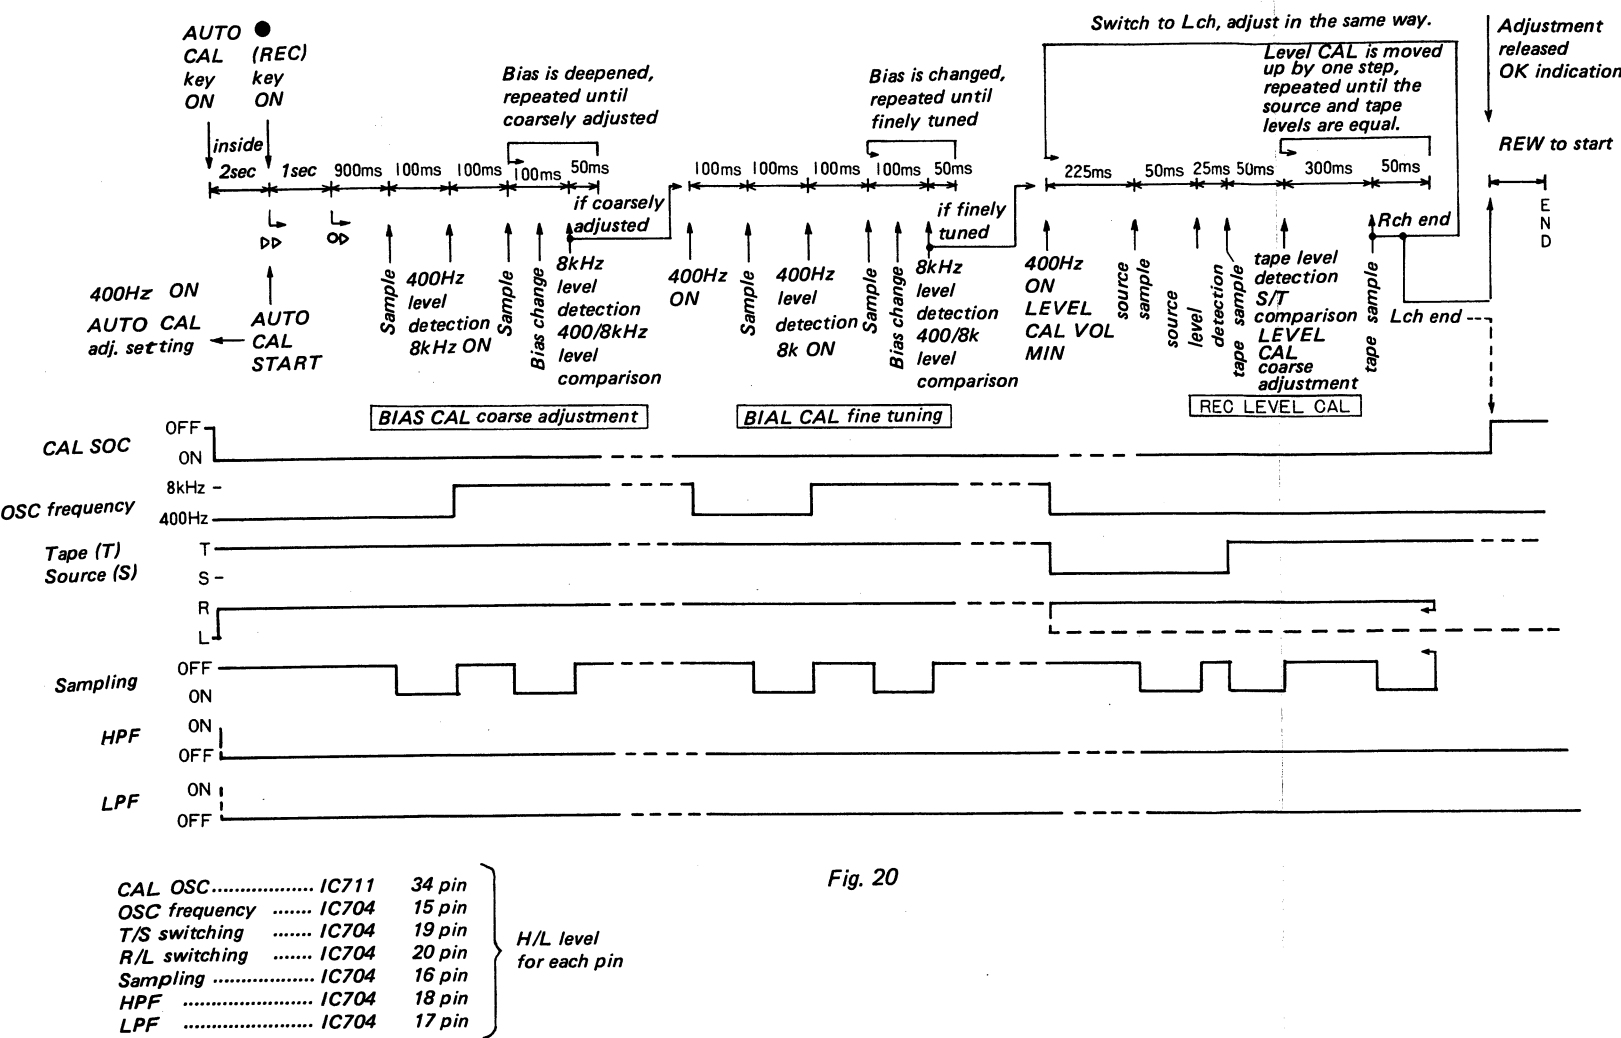 AUTO ●
CAL (REC)
key key
ON ON
inside
2sec
1sec
900ms
100ms
100ms
100ms
50ms
Bias is deepened,
repeated until
coarsely adjusted
if coarsely
adjusted
100ms
100ms
100ms
100ms
50ms
Bias is changed,
repeated until
finely tuned
if finely
tuned
Switch to Lch, adjust in the same way.
Level CAL is moved
up by one step,
repeated until the
source and tape
levels are equal.
225ms
50ms
25ms
50ms
300ms
50ms
Adjustment
released
OK indication
REW to start
END
Rch end
Lch end
400Hz ON
AUTO CAL
adj. setting
AUTO
CAL
START
Sample
400Hz
level
detection
8kHz ON
Sample
Bias change
8kHz
level
detection
400/8kHz
level
comparison
400Hz
ON
Sample
400Hz
level
detection
8k ON
Sample
Bias change
8kHz
level
detection
400/8k
level
comparison
400Hz
ON
LEVEL
CAL VOL
MIN
source
sample
source
level
detection
tape sample
tape level
detection
S/T
comparison
LEVEL
CAL
coarse
adjustment
tape sample
BIAS CAL coarse adjustment
BIAL CAL fine tuning
REC LEVEL CAL
CAL SOC
OFF
ON
OSC frequency
8kHz
400Hz
Tape (T)
Source (S)
T
S
R
L
Sampling
OFF
ON
HPF
ON
OFF
LPF
ON
OFF
CAL OSC................... IC711 34 pin
OSC frequency ....... IC704 15 pin
T/S switching ....... IC704 19 pin
R/L switching ....... IC704 20 pin
Sampling ................... IC704 16 pin
HPF ........................ IC704 18 pin
LPF ........................ IC704 17 pin
H/L level
for each pin
Fig. 20